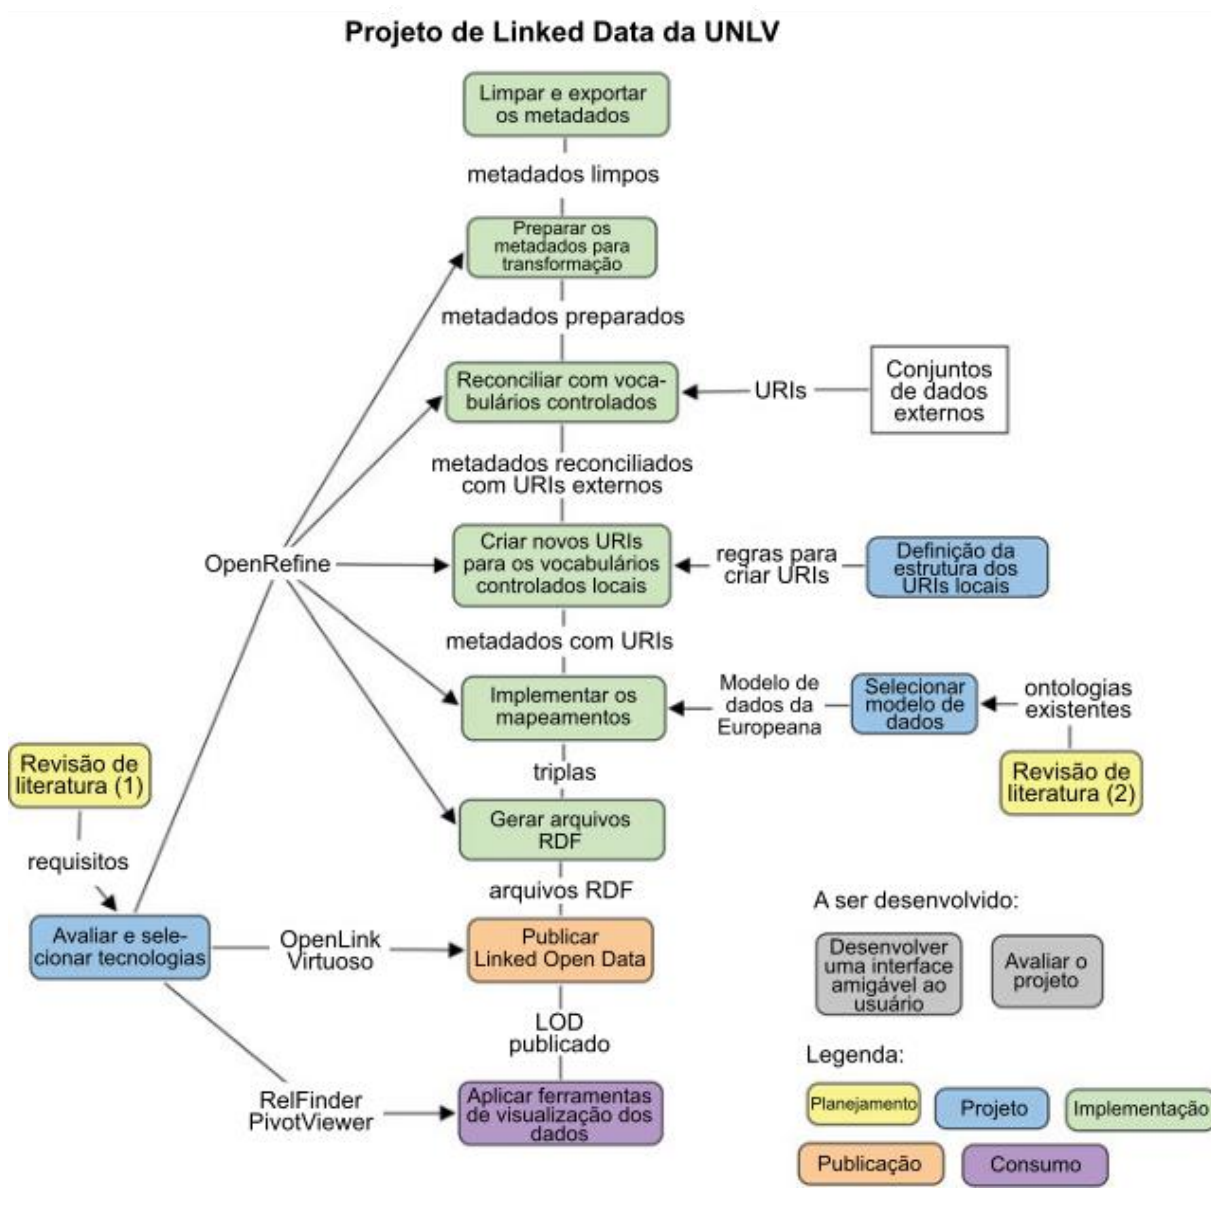 Projeto de Linked Data da UNLV
Limpar e exportar
os metadados
metadados limpos
Preparar os
metadados para
transformação
metadados preparados
Reconciliar com voca-
bulários controlados
URIs
Conjuntos
de dados
externos
metadados reconciliados
com URIs externos
OpenRefine
Criar novos URIs
para os vocabulários
controlados locais
regras para
criar URIs
Definição da
estrutura dos
URIs locais
metadados com URIs
Implementar os
mapeamentos
Modelo de
dados da
Europeana
Selecionar
modelo de
dados
ontologias
existentes
Revisão de
literatura (1)
triplas
Revisão de
literatura (2)
Gerar arquivos
RDF
requisitos
arquivos RDF
Avaliar e sele-
cionar tecnologias
OpenLink
Virtuoso
Publicar
Linked Open Data
LOD
publicado
RelFinder
PivotViewer
Aplicar ferramentas
de visualização dos
dados
A ser desenvolvido:
Desenvolver
uma interface
amigável ao
usuário
Avaliar o
projeto
Legenda:
Planejamento
Projeto
Implementação
Publicação
Consumo